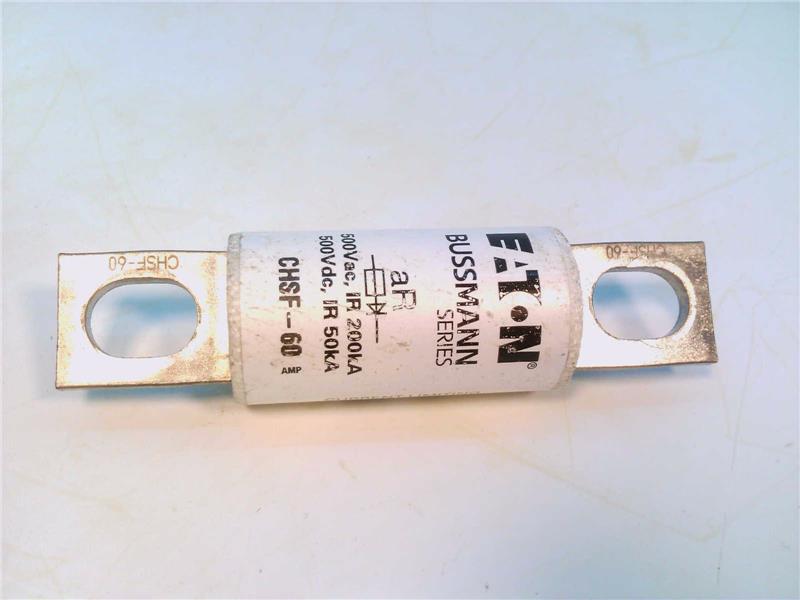 EATON®
BUSSMANN
SERIES
aR
500Vac, IR 200kA
500Vdc, IR 50kA
CHSF-60
AMP
CHSF-60
CHSF-60